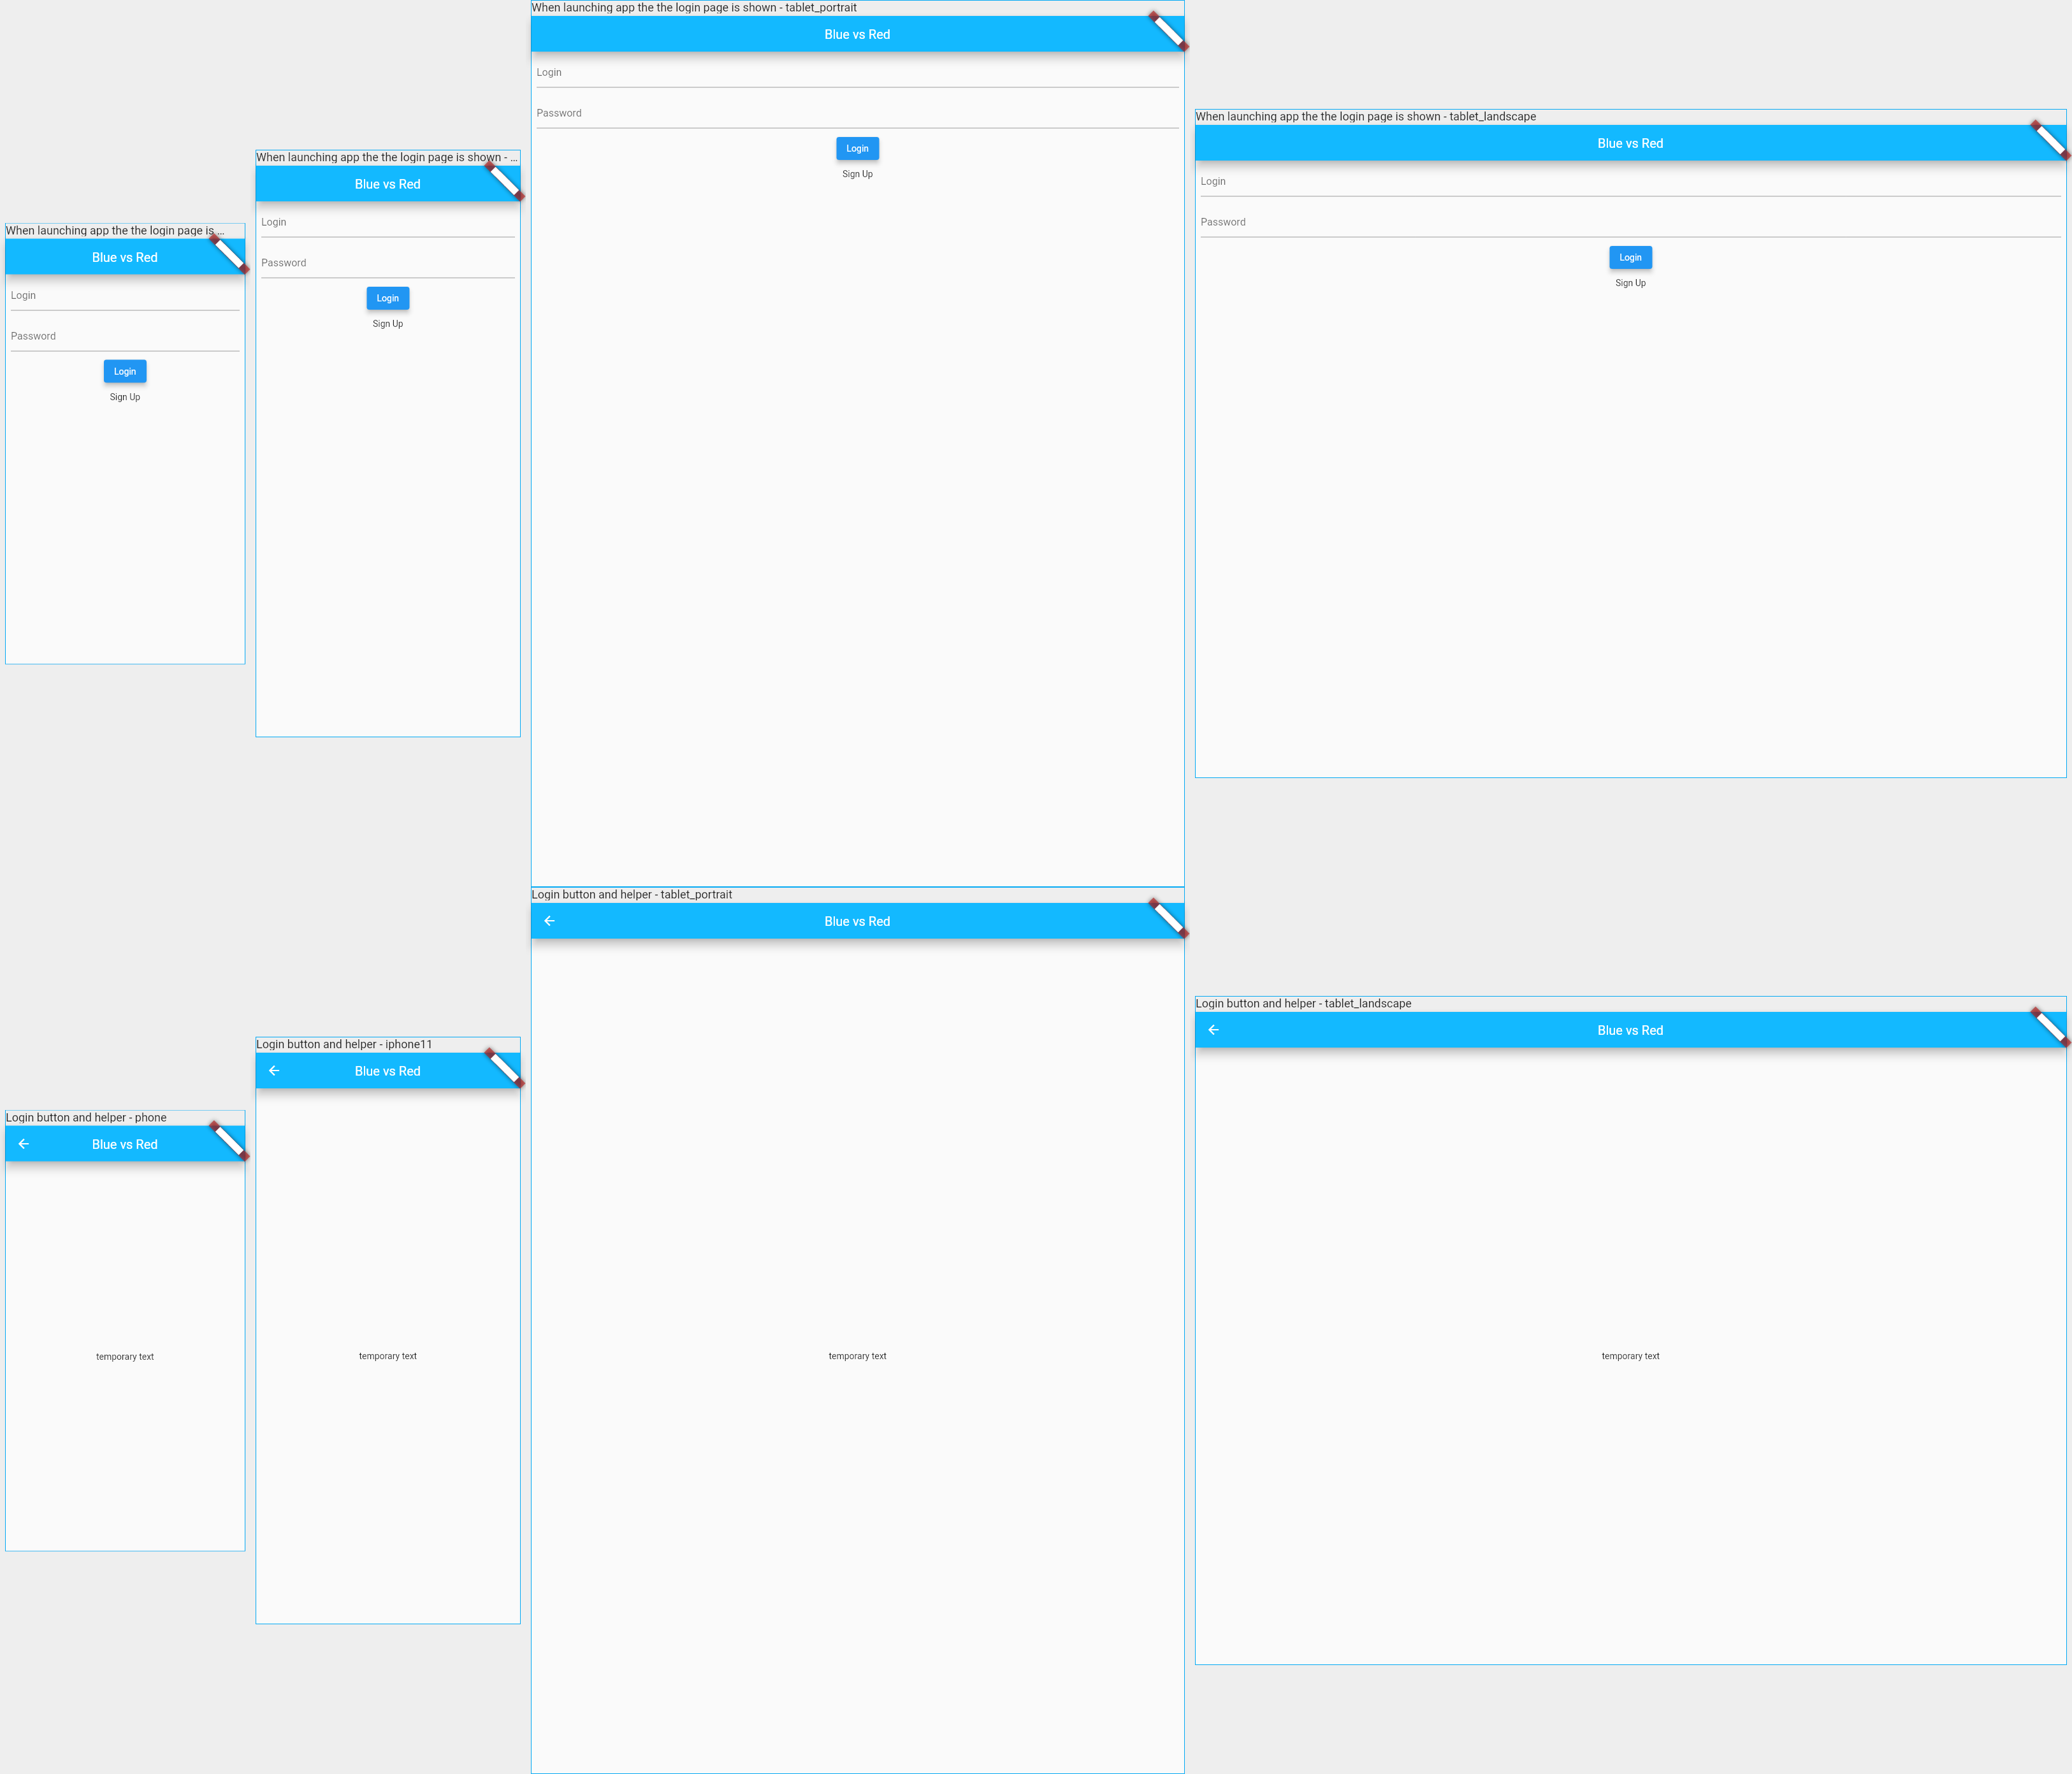 When launching app the the login page is ...
Blue vs Red
Login
Password
Login
Sign Up
When launching app the the login page is shown - ...
Blue vs Red
Login
Password
Login
Sign Up
When launching app the the login page is shown - tablet_portrait
Blue vs Red
Login
Password
Login
Sign Up
When launching app the the login page is shown - tablet_landscape
Blue vs Red
Login
Password
Login
Sign Up
Login button and helper - phone
Blue vs Red
temporary text
Login button and helper - iphone11
Blue vs Red
temporary text
Login button and helper - tablet_portrait
Blue vs Red
temporary text
Login button and helper - tablet_landscape
Blue vs Red
temporary text